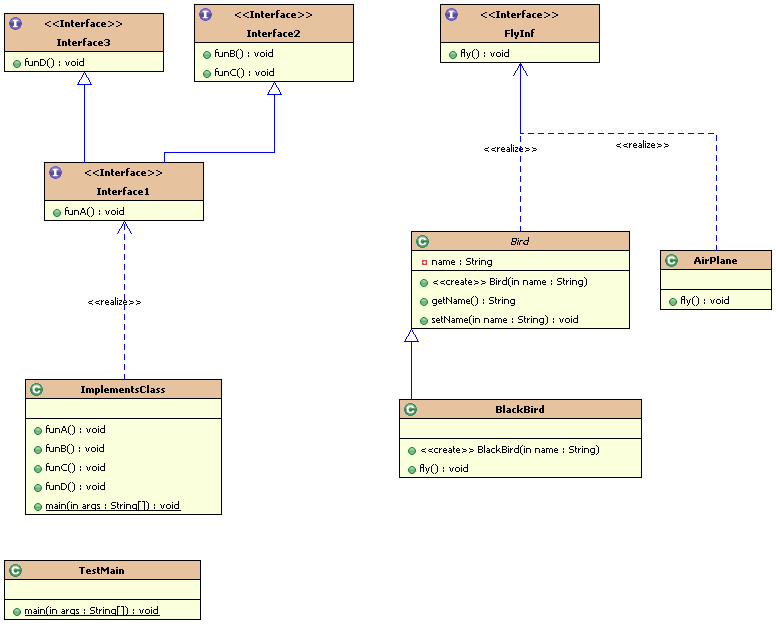 <<Interface>>
Interface3
funD() : void
<<Interface>>
Interface2
funB() : void
funC() : void
<<Interface>>
FlyInf
fly() : void
<<Interface>>
Interface1
funA() : void
<<realize>>
<<realize>>
Bird
name : String
<<create>> Bird(in name : String)
getName() : String
setName(in name : String) : void
AirPlane
fly() : void
<<realize>>
ImplementsClass
funA() : void
funB() : void
funC() : void
funD() : void
main(in args : String[]) : void
BlackBird
<<create>> BlackBird(in name : String)
fly() : void
TestMain
main(in args : String[]) : void